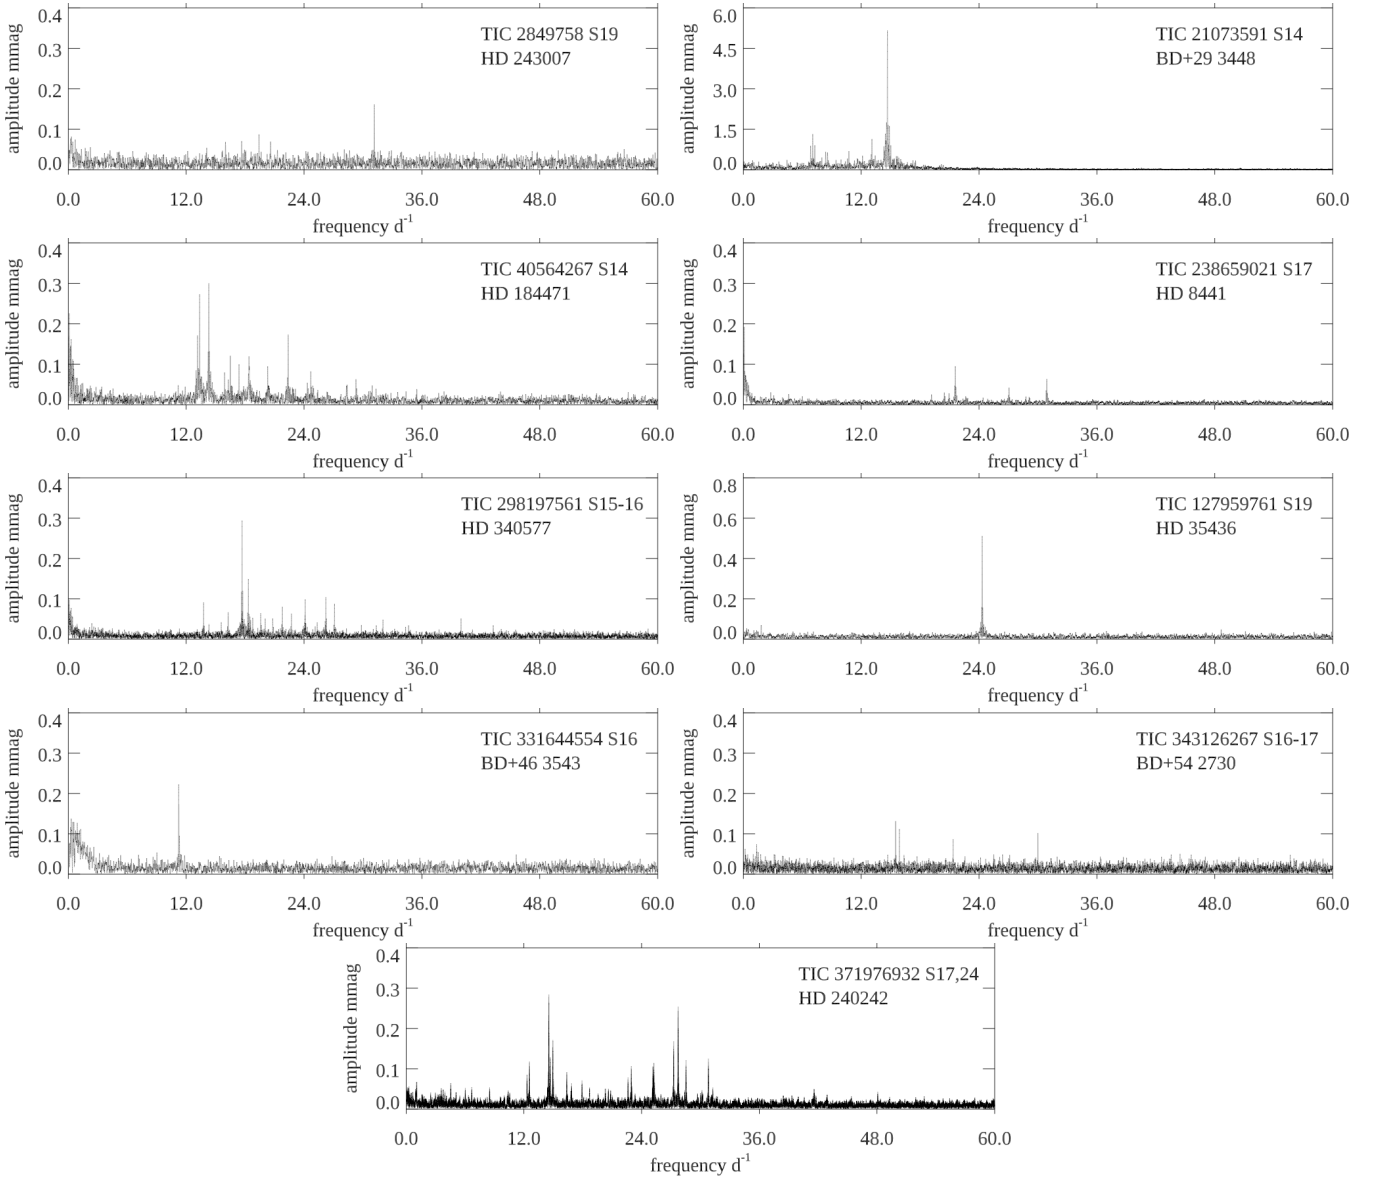 0.4
0.3
0.2
0.1
0.0
amplitude mmag
TIC 2849758 S19
HD 243007
0.0 12.0 24.0 36.0 48.0 60.0
frequency d-1
6.0
4.5
3.0
1.5
0.0
amplitude mmag
TIC 21073591 S14
BD+29 3448
0.0 12.0 24.0 36.0 48.0 60.0
frequency d-1
0.4
0.3
0.2
0.1
0.0
amplitude mmag
TIC 40564267 S14
HD 184471
0.0 12.0 24.0 36.0 48.0 60.0
frequency d-1
0.4
0.3
0.2
0.1
0.0
amplitude mmag
TIC 238659021 S17
HD 8441
0.0 12.0 24.0 36.0 48.0 60.0
frequency d-1
0.4
0.3
0.2
0.1
0.0
amplitude mmag
TIC 298197561 S15-16
HD 340577
0.0 12.0 24.0 36.0 48.0 60.0
frequency d-1
0.8
0.6
0.4
0.2
0.0
amplitude mmag
TIC 127959761 S19
HD 35436
0.0 12.0 24.0 36.0 48.0 60.0
frequency d-1
0.4
0.3
0.2
0.1
0.0
amplitude mmag
TIC 331644554 S16
BD+46 3543
0.0 12.0 24.0 36.0 48.0 60.0
frequency d-1
0.4
0.3
0.2
0.1
0.0
amplitude mmag
TIC 343126267 S16-17
BD+54 2730
0.0 12.0 24.0 36.0 48.0 60.0
frequency d-1
0.4
0.3
0.2
0.1
0.0
amplitude mmag
TIC 371976932 S17,24
HD 240242
0.0 12.0 24.0 36.0 48.0 60.0
frequency d-1